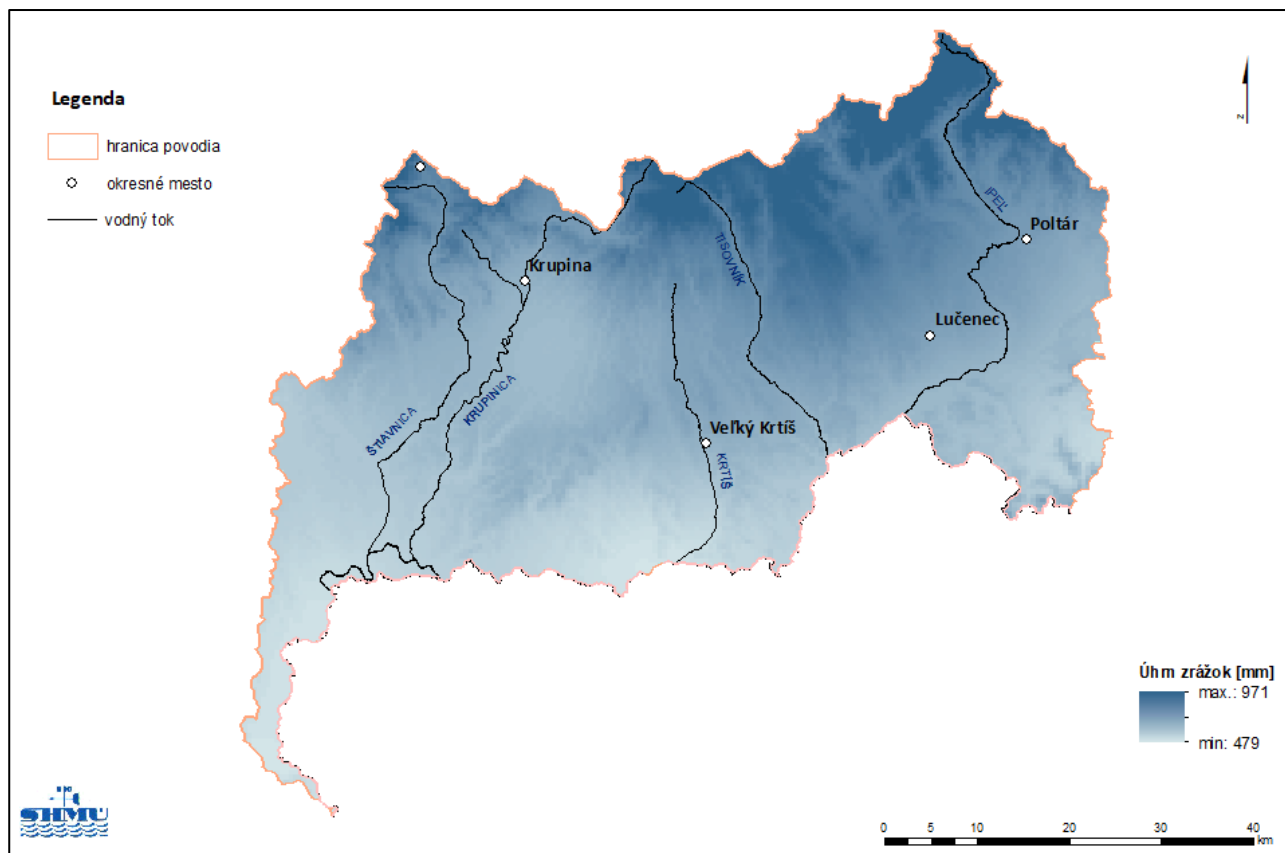 Legenda
hranica povodia
okresné mesto
vodný tok
z
IPEĽ
Poltár
TISOVNÍK
Krupina
Lučenec
KRUPINICA
ŠTIAVNICA
Veľký Krtíš
KRTÍŠ
Úhrn zrážok [mm]
max.: 971
min: 479
SHMÚ
0 5 10 20 30 40
km